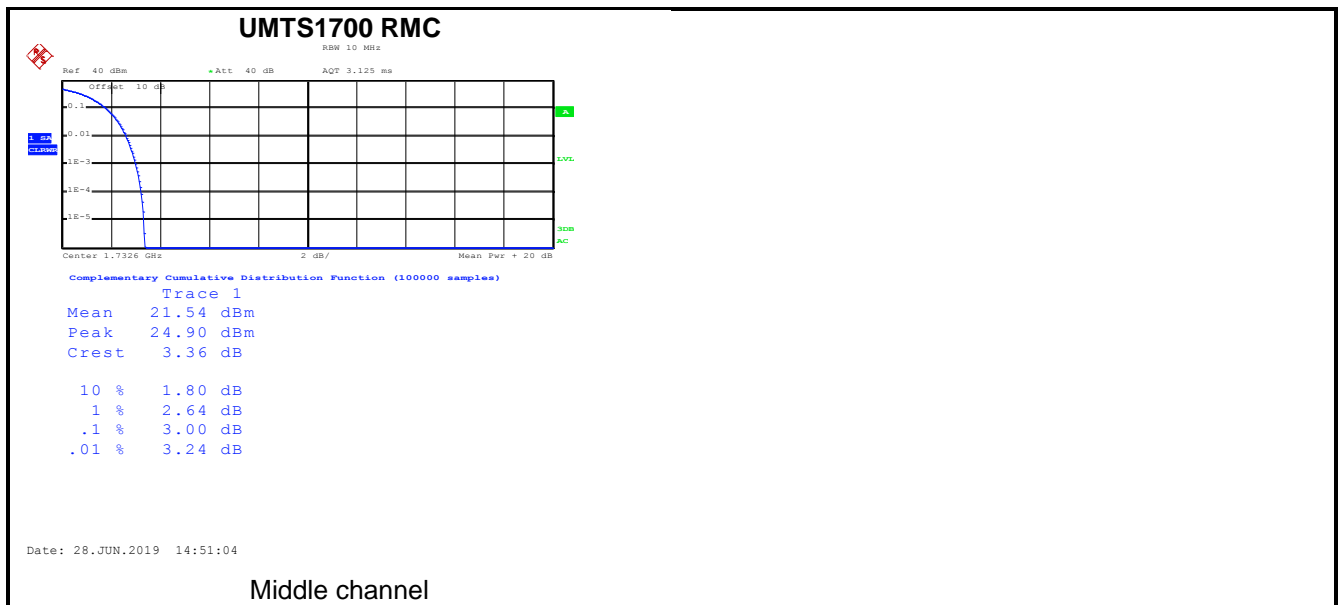 UMTS1700 RMC
RBW 10 MHz
Ref 40 dBm *Att 40 dB AQT 3.125 ms
Offset 10 dB
0.1
A
0.01
1 SA
CLRWR
1E-3
LVL
1E-4
1E-5
3DB
AC
Center 1.7326 GHz 2 dB/ Mean Pwr + 20 dB
Complementary Cumulative Distribution Function (100000 samples)
Trace 1
Mean 21.54 dBm
Peak 24.90 dBm
Crest 3.36 dB
10 % 1.80 dB
1 % 2.64 dB
.1 % 3.00 dB
.01 % 3.24 dB
Date: 28.JUN.2019 14:51:04
Middle channel